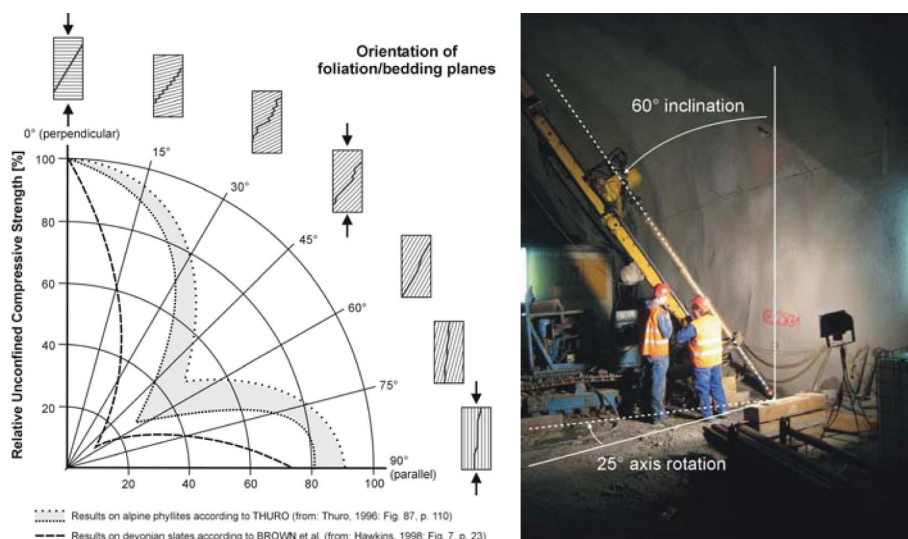 Orientation of
foliation/bedding planes
0° (perpendicular)
Relative Unconfined Compressive Strength [%]
100
80
60
40
20
15°
30°
45°
60°
75°
90°
(parallel)
20
40
60
80
100
Results on alpine phyllites according to THURO (from: Thuro, 1996: Fig. 87, p. 110)
Results on devonian slates according to BROWN et al. (from: Hawkins, 1998: Fig. 7, p. 23)
60° inclination
25° axis rotation